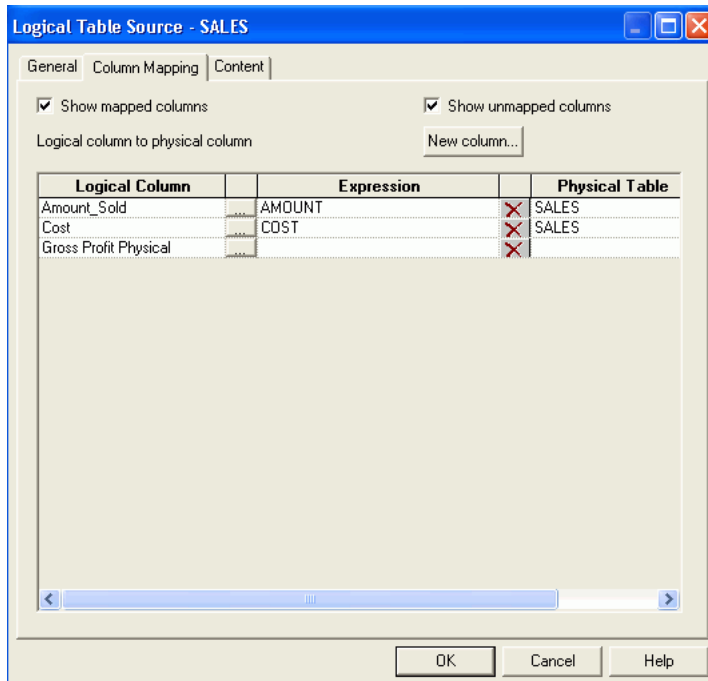 Logical Table Source - SALES
General Column Mapping Content
Show mapped columns Show unmapped columns
Logical column to physical column New column...
Logical Column Expression Physical Table
Amount_Sold ... AMOUNT SALES
Cost ... COST SALES
Gross Profit Physical ...
OK Cancel Help